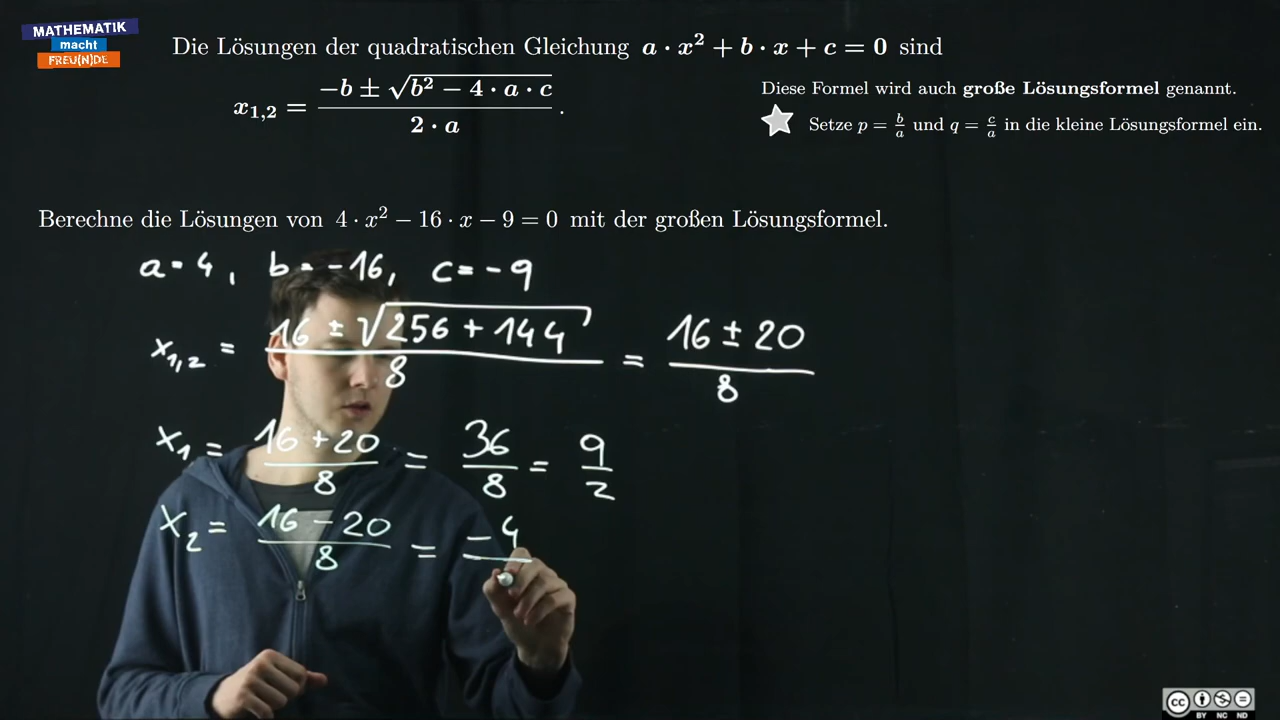 MATHEMATIK
macht
FREU(N)DE
Die Lösungen der quadratischen Gleichung a · x² + b · x + c = 0 sind
x₁,₂ = (−b ± √(b² − 4 · a · c)) / (2 · a) .
Diese Formel wird auch große Lösungsformel genannt.
Setze p = b/a und q = c/a in die kleine Lösungsformel ein.
Berechne die Lösungen von 4 · x² − 16 · x − 9 = 0 mit der großen Lösungsformel.
a = 4, b = −16, c = −9
x₁,₂ = (16 ± √(256 + 144)) / 8 = (16 ± 20) / 8
x₁ = (16 + 20) / 8 = 36/8 = 9/2
x₂ = (16 − 20) / 8 = −4
cc BY NC ND